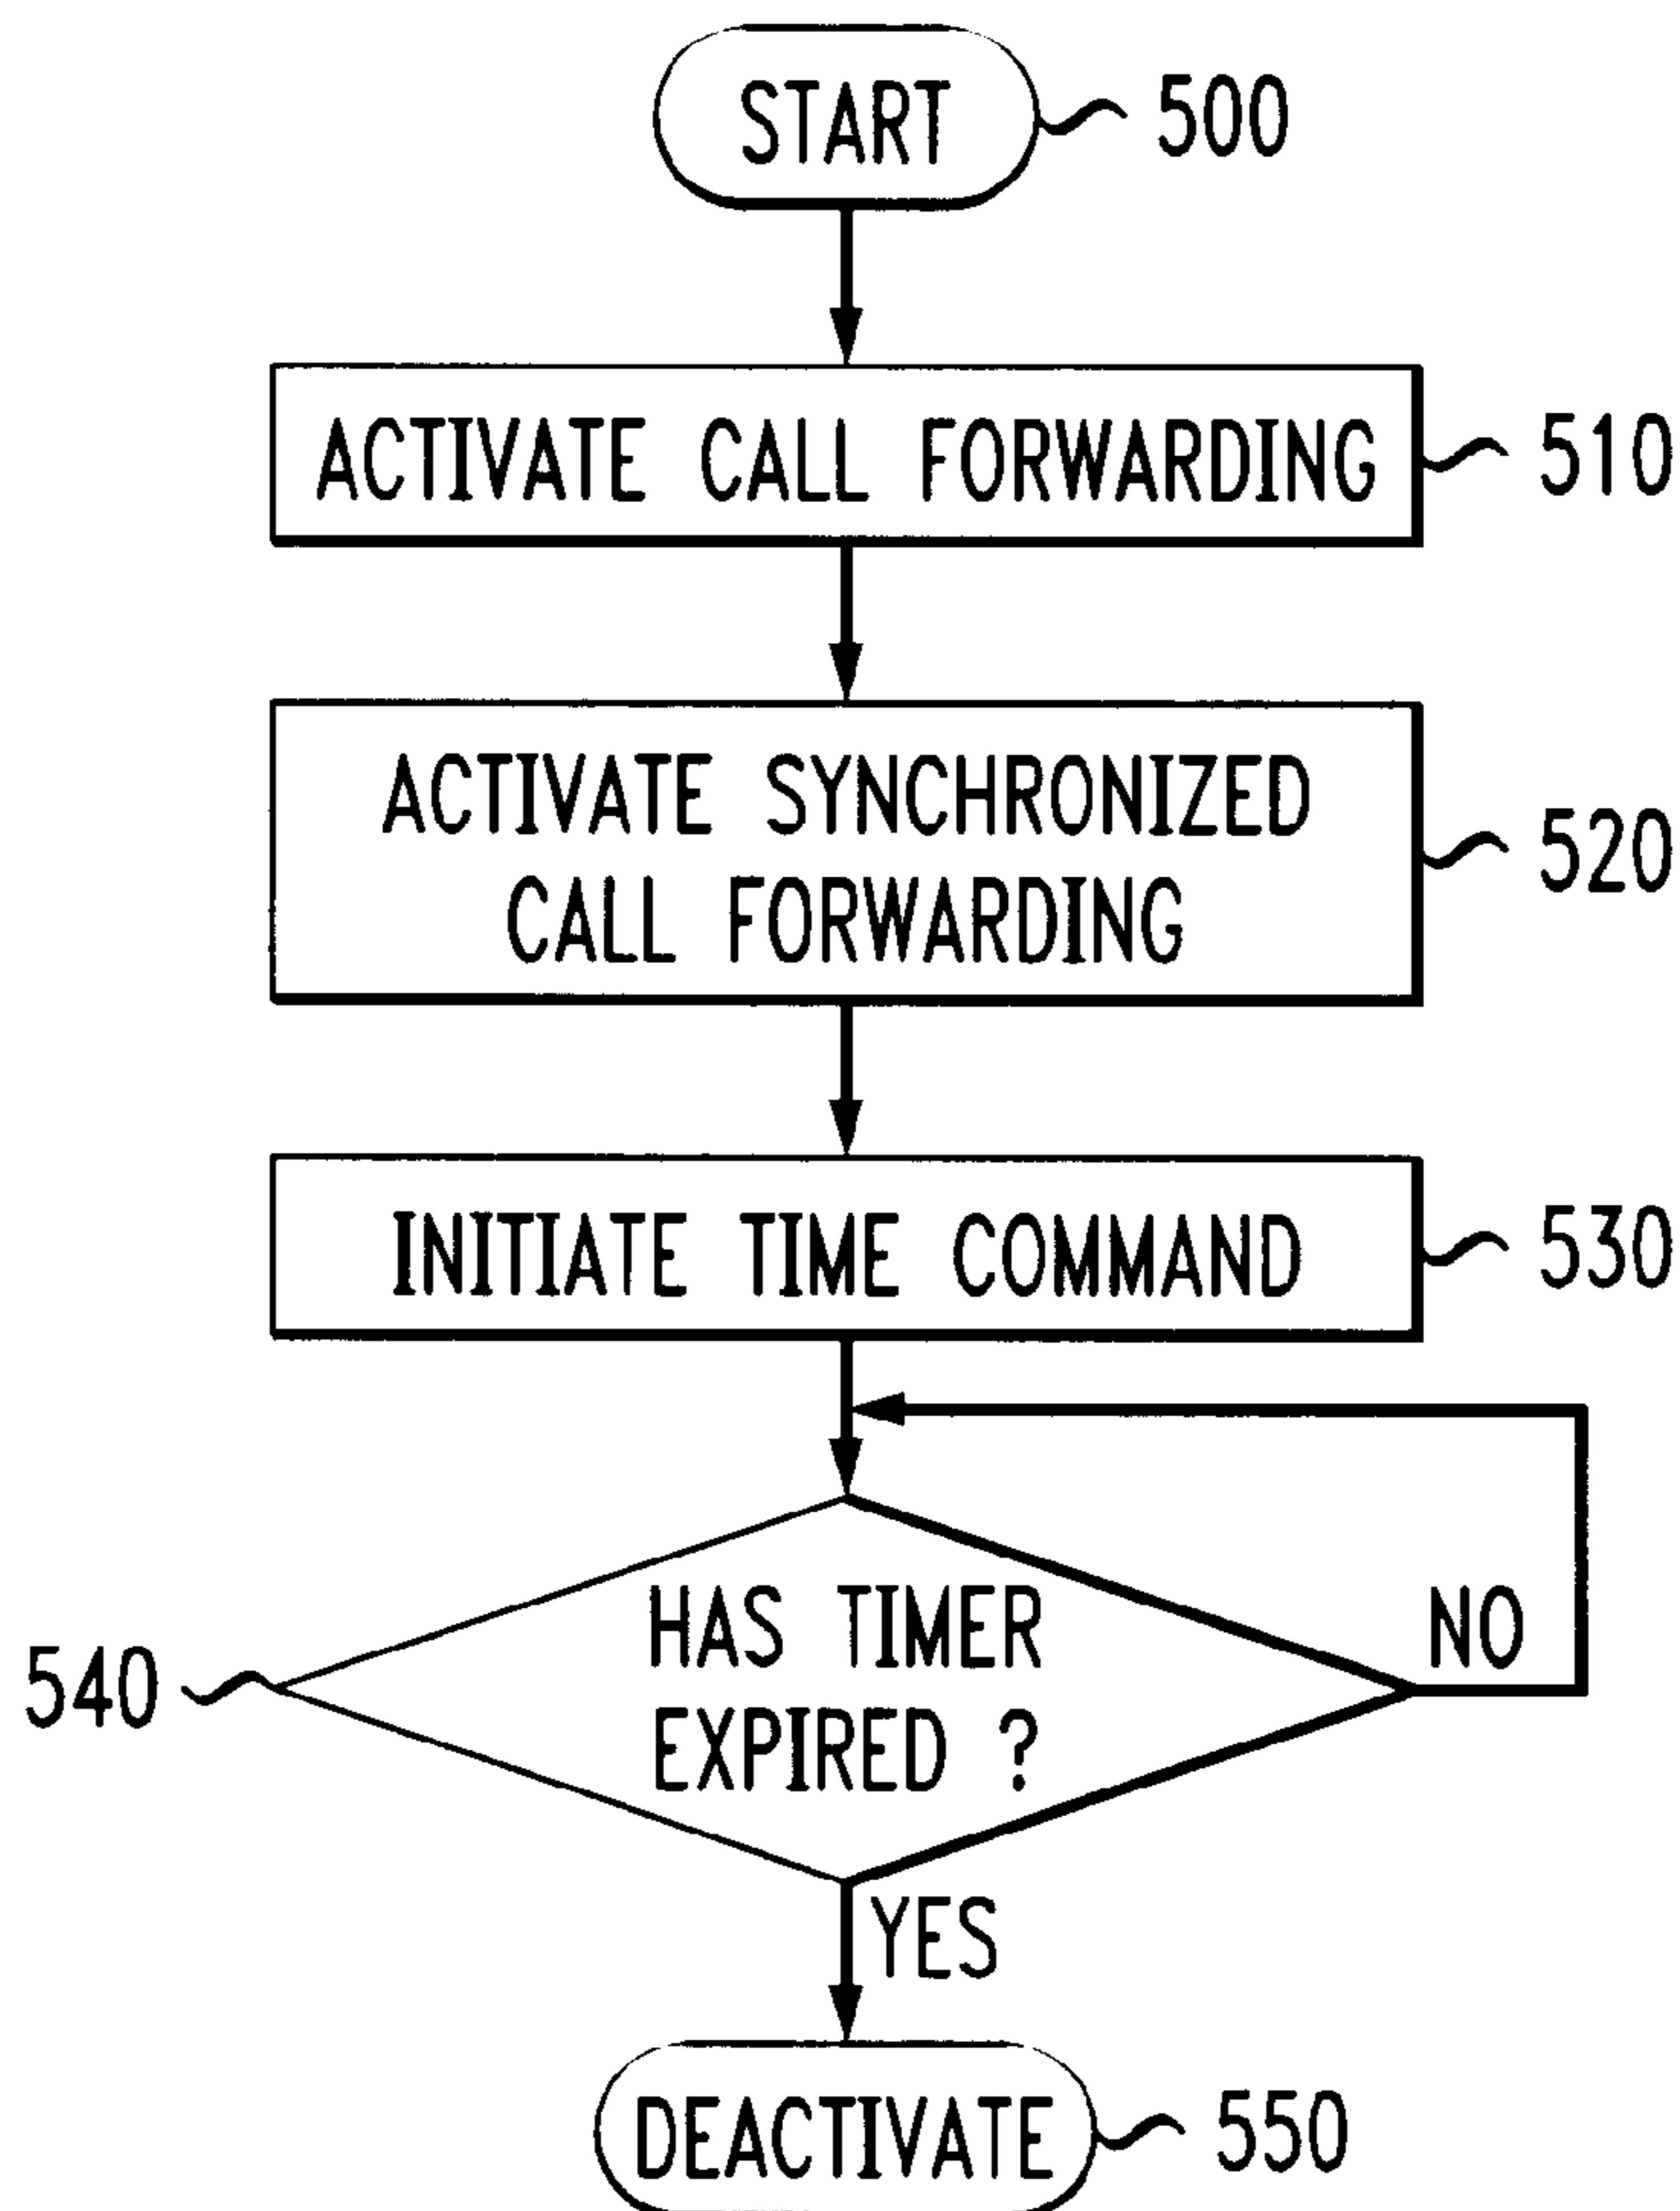 START
500
ACTIVATE CALL FORWARDING
510
ACTIVATE SYNCHRONIZED
CALL FORWARDING
520
INITIATE TIME COMMAND
530
HAS TIMER
EXPIRED ?
540
NO
YES
DEACTIVATE
550